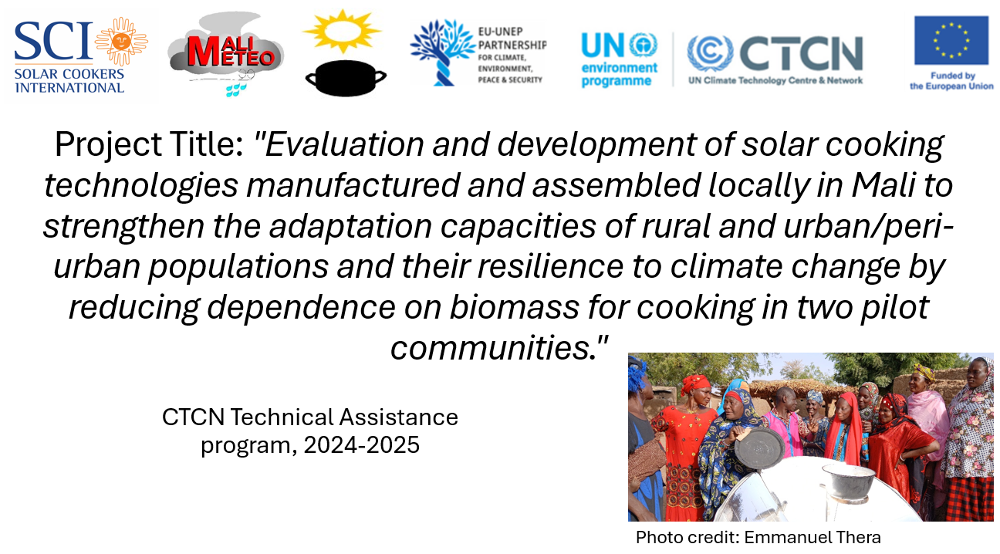 SCI
SOLAR COOKERS
INTERNATIONAL
MALI
METEO
EU-UNEP
PARTNERSHIP
FOR CLIMATE,
ENVIRONMENT,
PEACE & SECURITY
UN
environment
programme
CTCN
UN Climate Technology Centre & Network
Funded by
the European Union
Project Title: "Evaluation and development of solar cooking
technologies manufactured and assembled locally in Mali to
strengthen the adaptation capacities of rural and urban/peri-
urban populations and their resilience to climate change by
reducing dependence on biomass for cooking in two pilot
communities."
CTCN Technical Assistance
program, 2024-2025
Photo credit: Emmanuel Thera